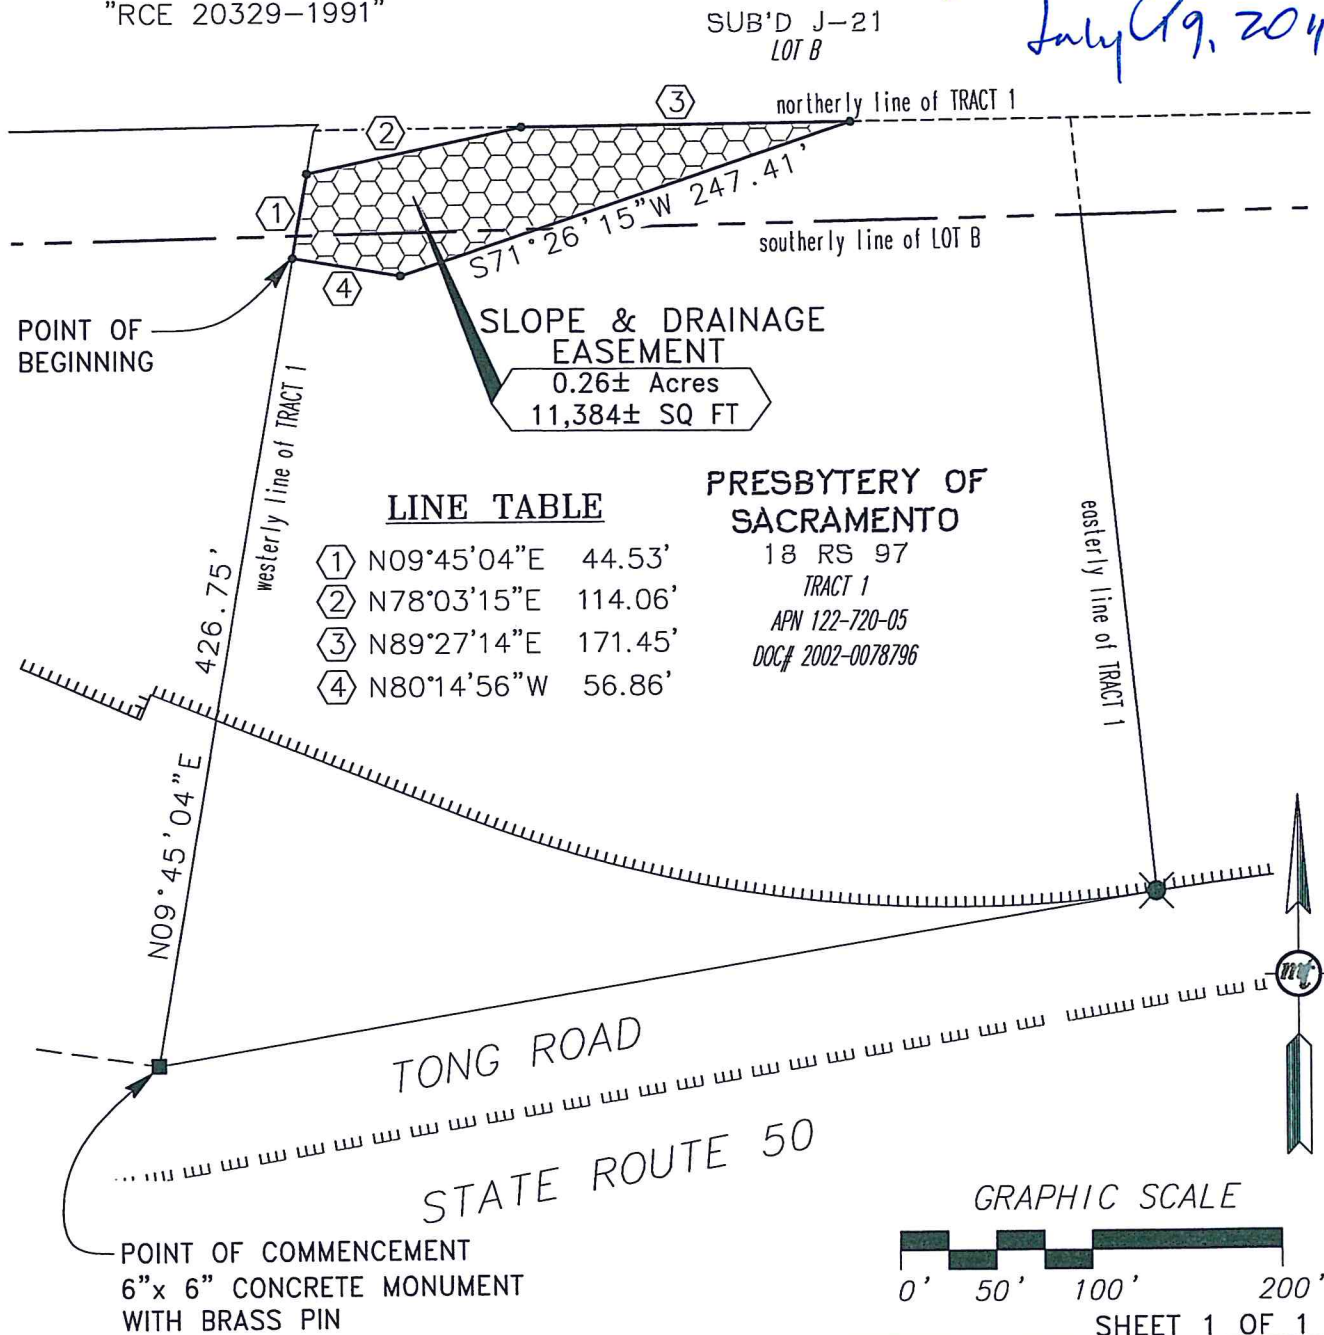 "RCE 20329-1991"
SUB'D J-21
LOT B
July 19, 2011
3
northerly line of TRACT 1
2
1
S71°26'15"W 247.41'
southerly line of LOT B
4
POINT OF
BEGINNING
SLOPE & DRAINAGE
EASEMENT
0.26± Acres
11,384± SQ FT
westerly line of TRACT 1
LINE TABLE
1 N09°45'04"E 44.53'
2 N78°03'15"E 114.06'
3 N89°27'14"E 171.45'
4 N80°14'56"W 56.86'
PRESBYTERY OF
SACRAMENTO
18 RS 97
TRACT 1
APN 122-720-05
DOC# 2002-0078796
easterly line of TRACT 1
N09°45'04"E 426.75'
TONG ROAD
STATE ROUTE 50
POINT OF COMMENCEMENT
6"x 6" CONCRETE MONUMENT
WITH BRASS PIN
GRAPHIC SCALE
0' 50' 100' 200'
SHEET 1 OF 1